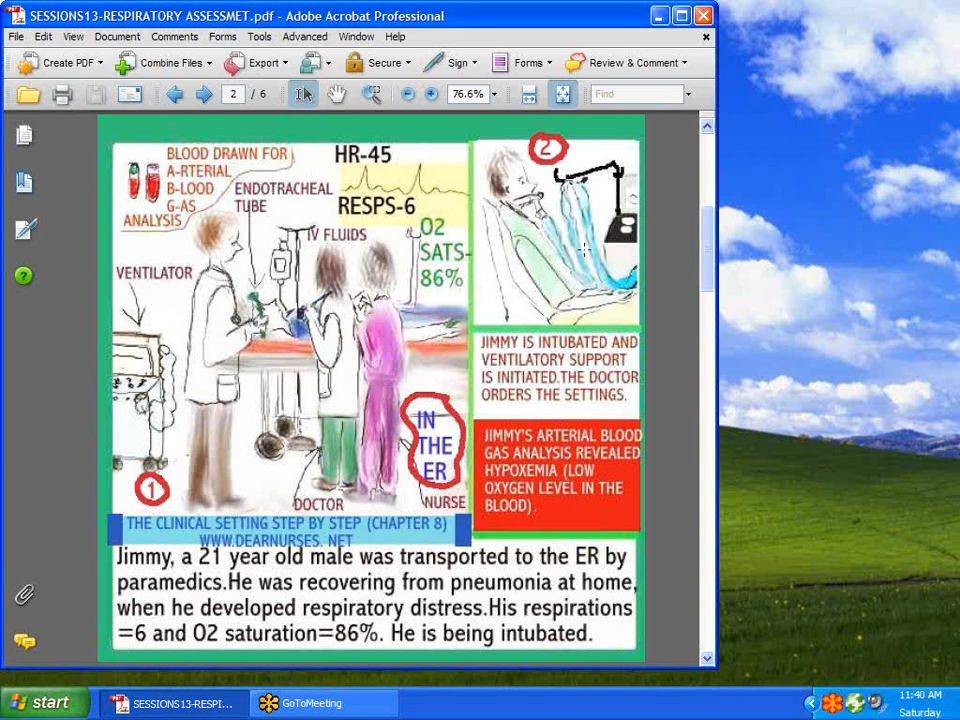 SESSIONS13-RESPIRATORY ASSESSMET.pdf - Adobe Acrobat Professional
File Edit View Document Comments Forms Tools Advanced Window Help
Create PDF Combine Files Export Secure Sign Forms Review & Comment
2 / 6 76.6% Find
BLOOD DRAWN FOR
A-RTERIAL
B-LOOD
G-AS
ANALYSIS
HR-45
RESPS-6
ENDOTRACHEAL
TUBE
IV FLUIDS
O2
SATS-
86%
VENTILATOR
IN
THE
ER
1
DOCTOR
NURSE
2
JIMMY IS INTUBATED AND
VENTILATORY SUPPORT
IS INITIATED.THE DOCTOR
ORDERS THE SETTINGS.
JIMMY'S ARTERIAL BLOOD
GAS ANALYSIS REVEALED
HYPOXEMIA (LOW
OXYGEN LEVEL IN THE
BLOOD).
THE CLINICAL SETTING STEP BY STEP (CHAPTER 8)
WWW.DEARNURSES. NET
Jimmy, a 21 year old male was transported to the ER by
paramedics.He was recovering from pneumonia at home,
when he developed respiratory distress.His respirations
=6 and O2 saturation=86%. He is being intubated.
start SESSIONS13-RESPI... GoToMeeting 11:40 AM
Saturday